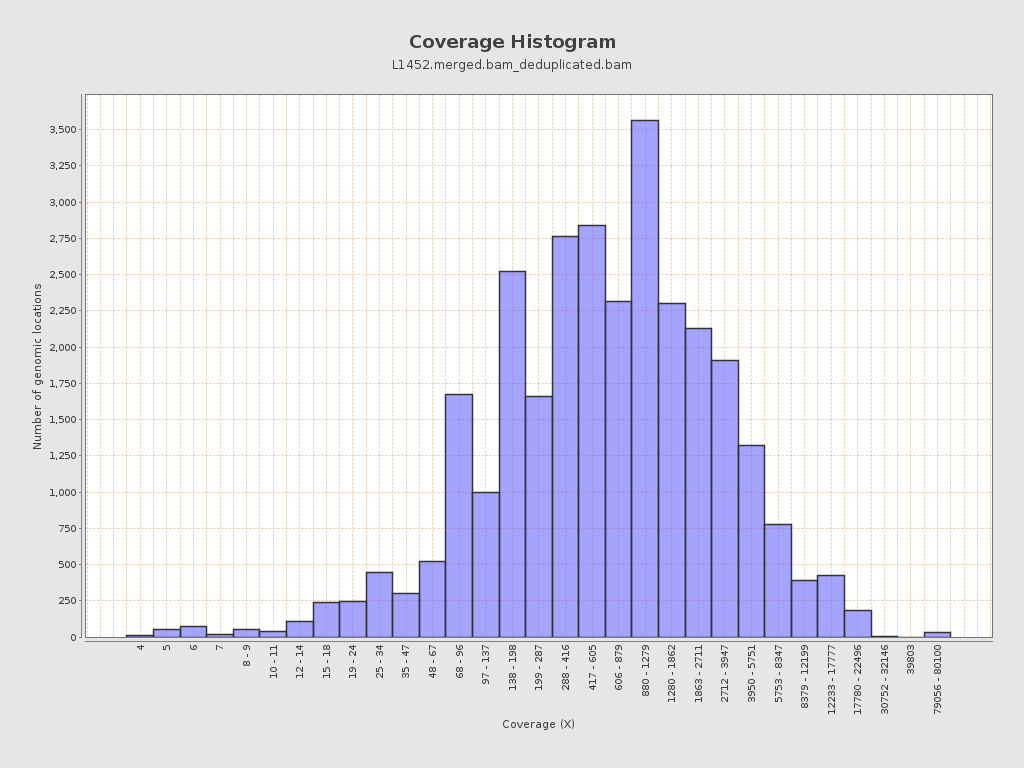 Coverage Histogram
L1452.merged.bam_deduplicated.bam
Number of genomic locations
3,500
3,250
3,000
2,750
2,500
2,250
2,000
1,750
1,500
1,250
1,000
750
500
250
0
4
5
6
7
8 - 9
10 - 11
12 - 14
15 - 18
19 - 24
25 - 34
35 - 47
48 - 67
68 - 96
97 - 137
138 - 198
199 - 287
288 - 416
417 - 605
606 - 879
880 - 1279
1280 - 1862
1863 - 2711
2712 - 3947
3950 - 5751
5753 - 8347
8379 - 12199
12233 - 17777
17780 - 22496
30752 - 32146
39803
79056 - 80100
Coverage (X)